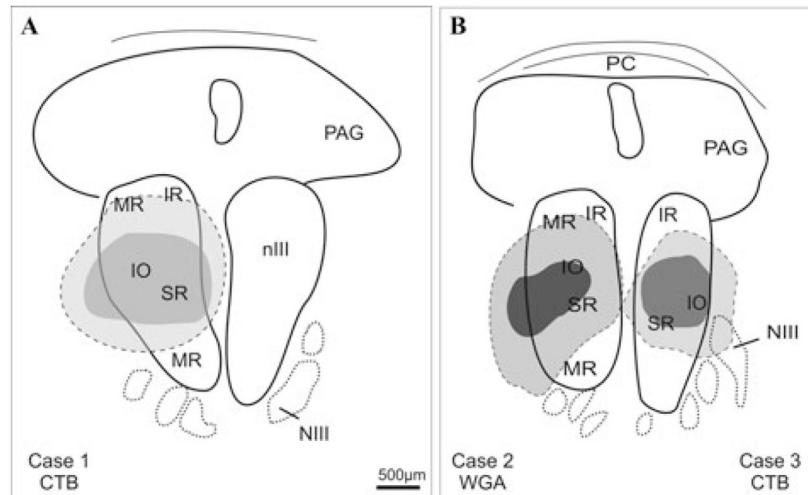 A
PAG
MR IR
IO
SR
nIII
MR
NIII
Case 1
CTB
500μm
B
PC
PAG
MR IR
IR
IO
SR
IO
SR
NIII
MR
Case 2
WGA
Case 3
CTB